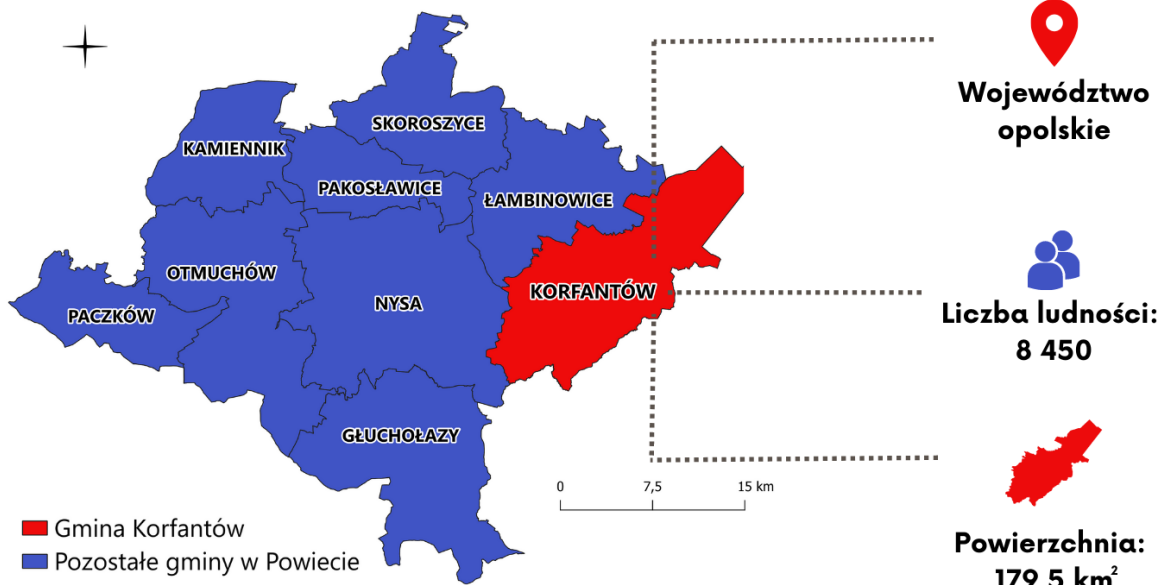 SKOROSZYCE
KAMIENNIK
PAKOSŁAWICE
ŁAMBINOWICE
OTMUCHÓW
KORFANTÓW
NYSA
PACZKÓW
GŁUCHOŁAZY
0 7,5 15 km
Gmina Korfantów
Pozostałe gminy w Powiecie
Województwo
opolskie
Liczba ludności:
8 450
Powierzchnia:
179,5 km²